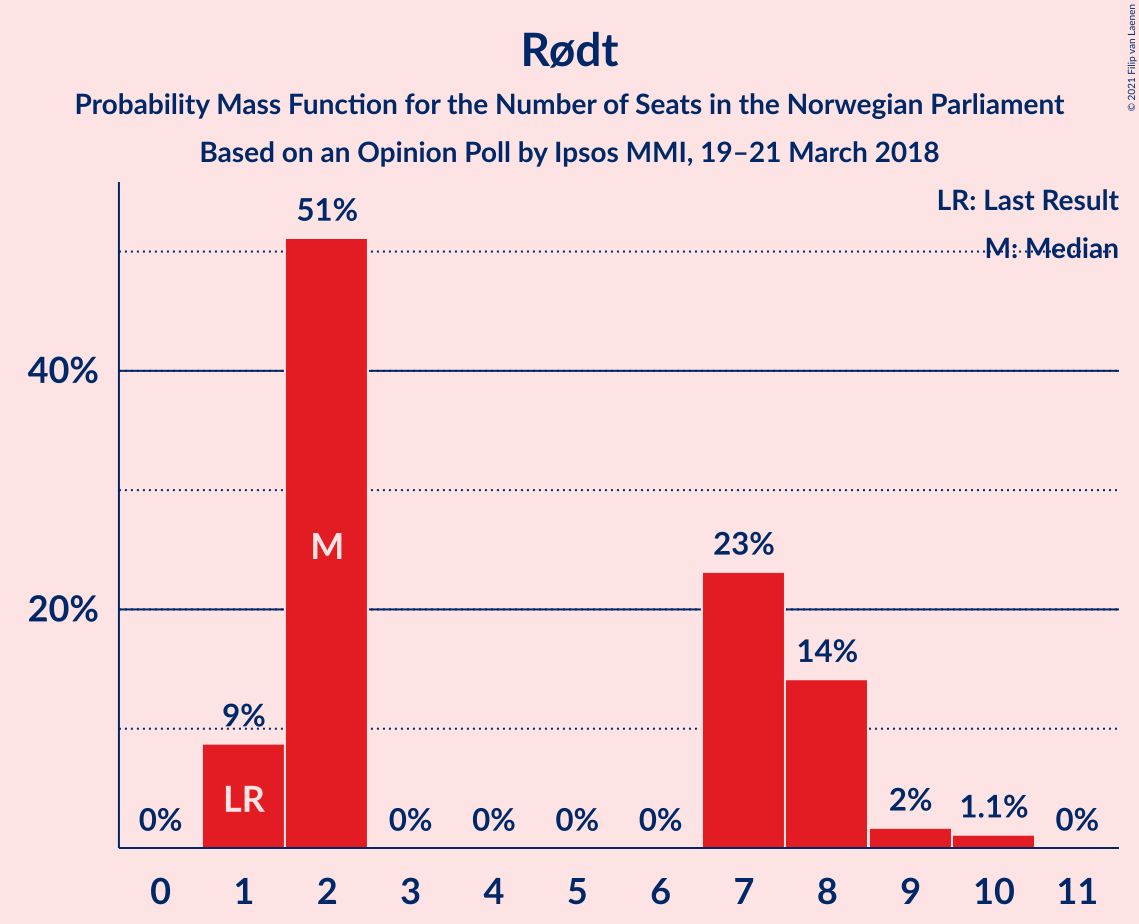 Rødt
Probability Mass Function for the Number of Seats in the Norwegian Parliament
Based on an Opinion Poll by Ipsos MMI, 19–21 March 2018
© 2021 Filip van Laenen
LR: Last Result
M: Median
51%
40%
M
23%
20%
14%
9%
LR
0%
0%
0%
0%
0%
2%
1.1%
0%
0 1 2 3 4 5 6 7 8 9 10 11